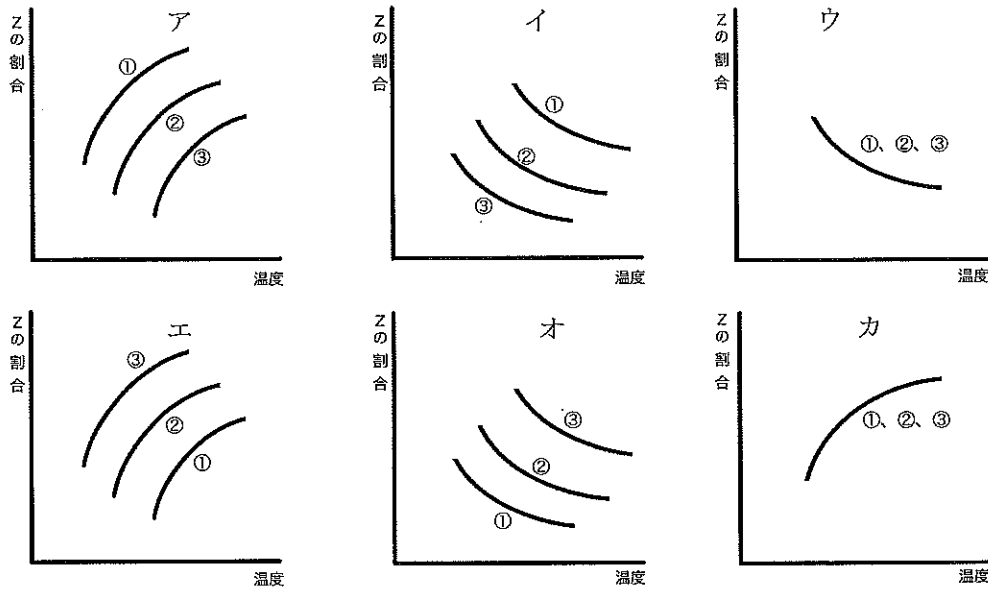 ア
Zの割合
①
②
③
温度
イ
Zの割合
①
②
③
温度
ウ
Zの割合
①、②、③
温度
エ
Zの割合
③
②
①
温度
オ
Zの割合
③
②
①
温度
カ
Zの割合
①、②、③
温度